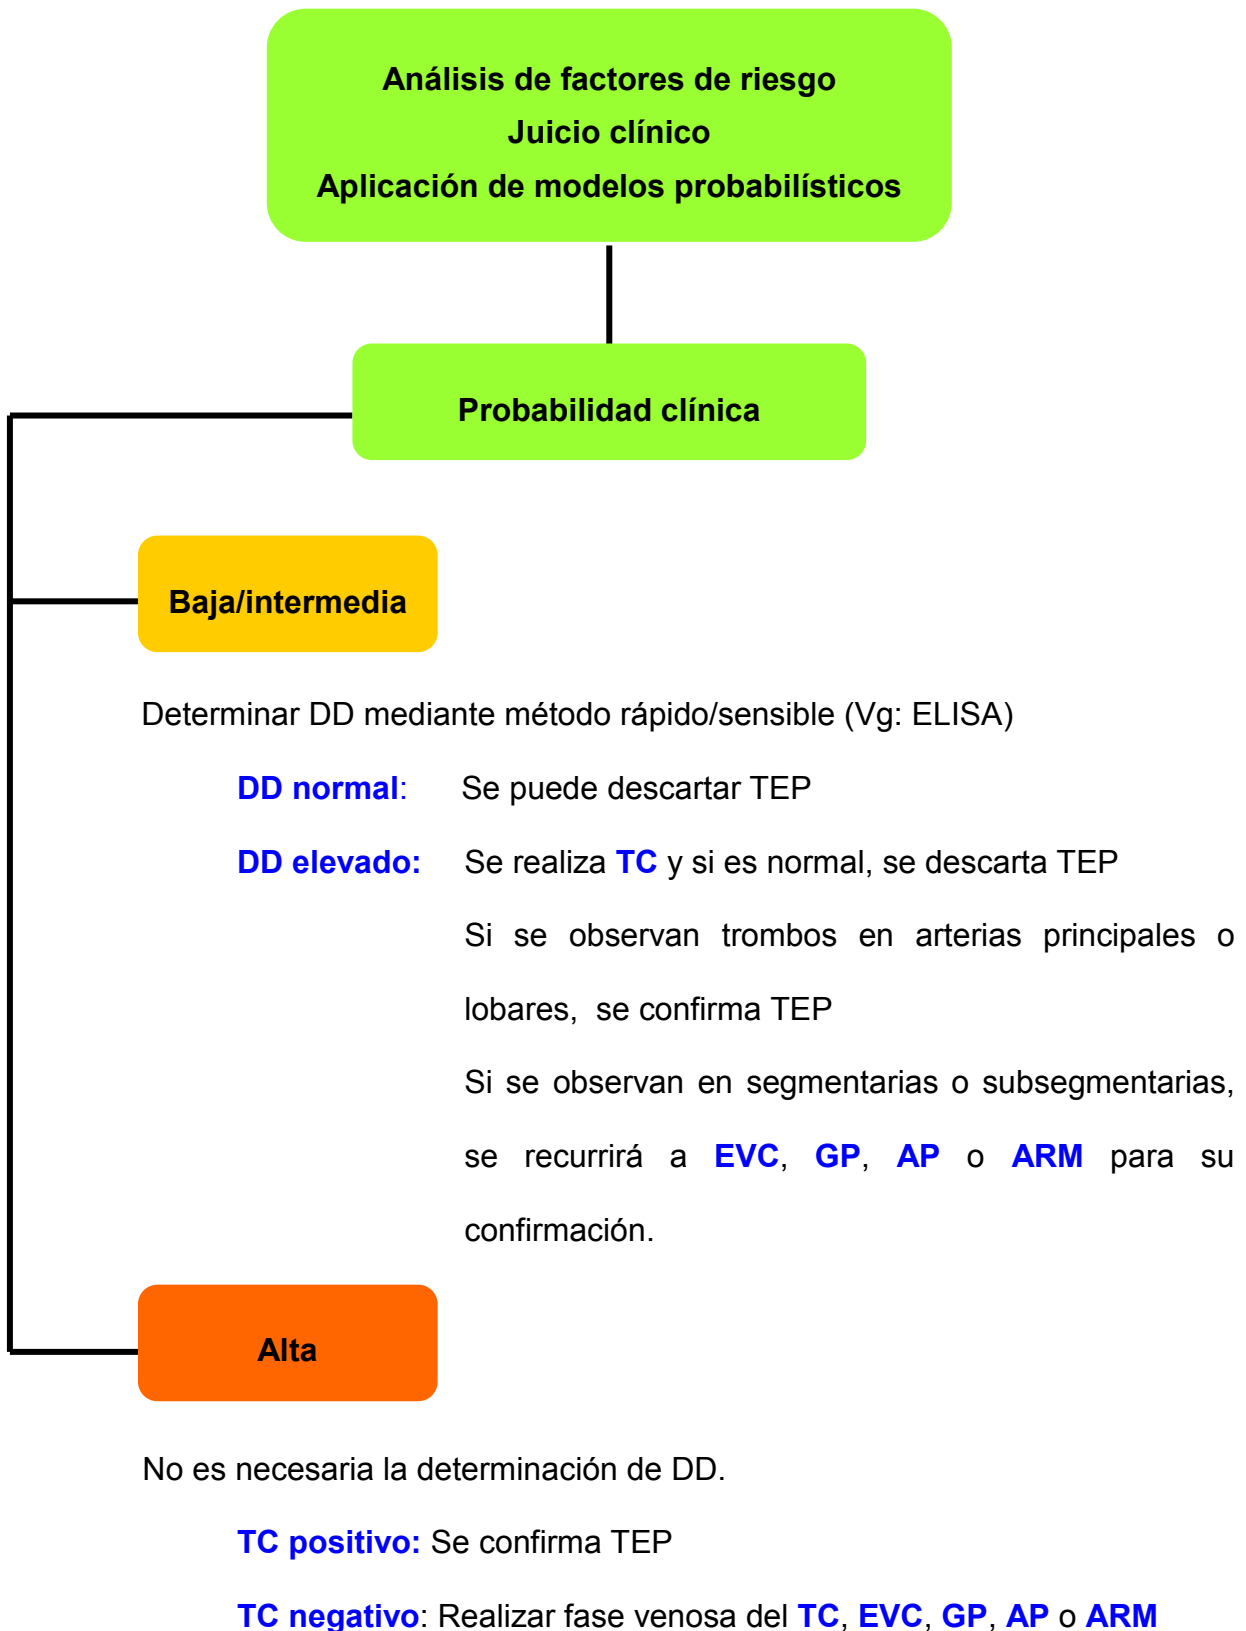 Análisis de factores de riesgo
Juicio clínico
Aplicación de modelos probabilísticos
Probabilidad clínica
Baja/intermedia
Determinar DD mediante método rápido/sensible (Vg: ELISA)
DD normal: Se puede descartar TEP
DD elevado: Se realiza TC y si es normal, se descarta TEP
Si se observan trombos en arterias principales o
lobares, se confirma TEP
Si se observan en segmentarias o subsegmentarias,
se recurrirá a EVC, GP, AP o ARM para su
confirmación.
Alta
No es necesaria la determinación de DD.
TC positivo: Se confirma TEP
TC negativo: Realizar fase venosa del TC, EVC, GP, AP o ARM